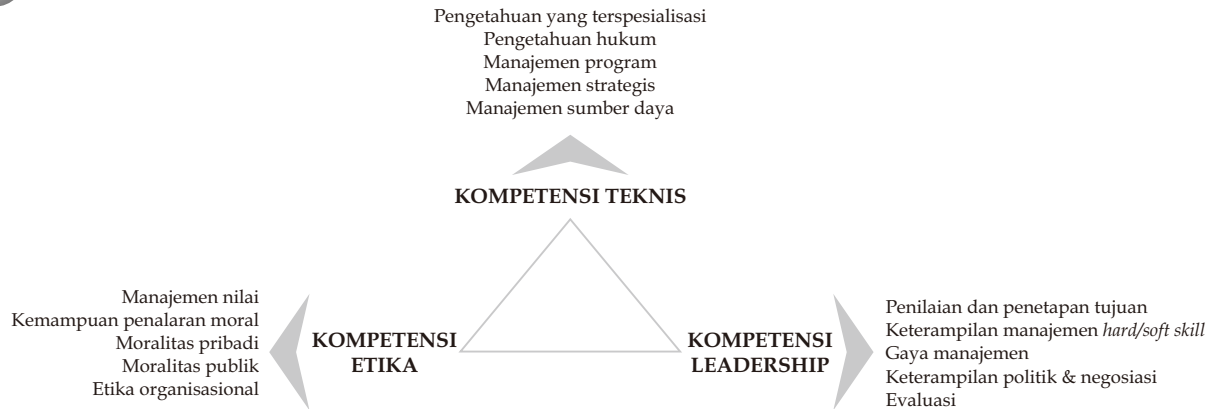 Pengetahuan yang terspesialisasi
Pengetahuan hukum
Manajemen program
Manajemen strategis
Manajemen sumber daya
KOMPETENSI TEKNIS
Manajemen nilai
Kemampuan penalaran moral
Moralitas pribadi
Moralitas publik
Etika organisasional
KOMPETENSI
ETIKA
KOMPETENSI
LEADERSHIP
Penilaian dan penetapan tujuan
Keterampilan manajemen hard/soft skill
Gaya manajemen
Keterampilan politik & negosiasi
Evaluasi